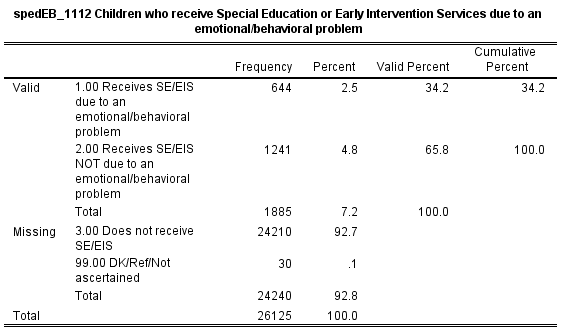 spedEB_1112 Children who receive Special Education or Early Intervention Services due to an
emotional/behavioral problem
Cumulative
Frequency Percent Valid Percent Percent
Valid 1.00 Receives SE/EIS 644 2.5 34.2 34.2
due to an
emotional/behavioral
problem
2.00 Receives SE/EIS 1241 4.8 65.8 100.0
NOT due to an
emotional/behavioral
problem
Total 1885 7.2 100.0
Missing 3.00 Does not receive 24210 92.7
SE/EIS
99.00 DK/Ref/Not 30 .1
ascertained
Total 24240 92.8
Total 26125 100.0